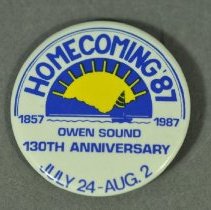 HOMECOMING '87
1857 1987
OWEN SOUND
130TH ANNIVERSARY
JULY 24-AUG. 2